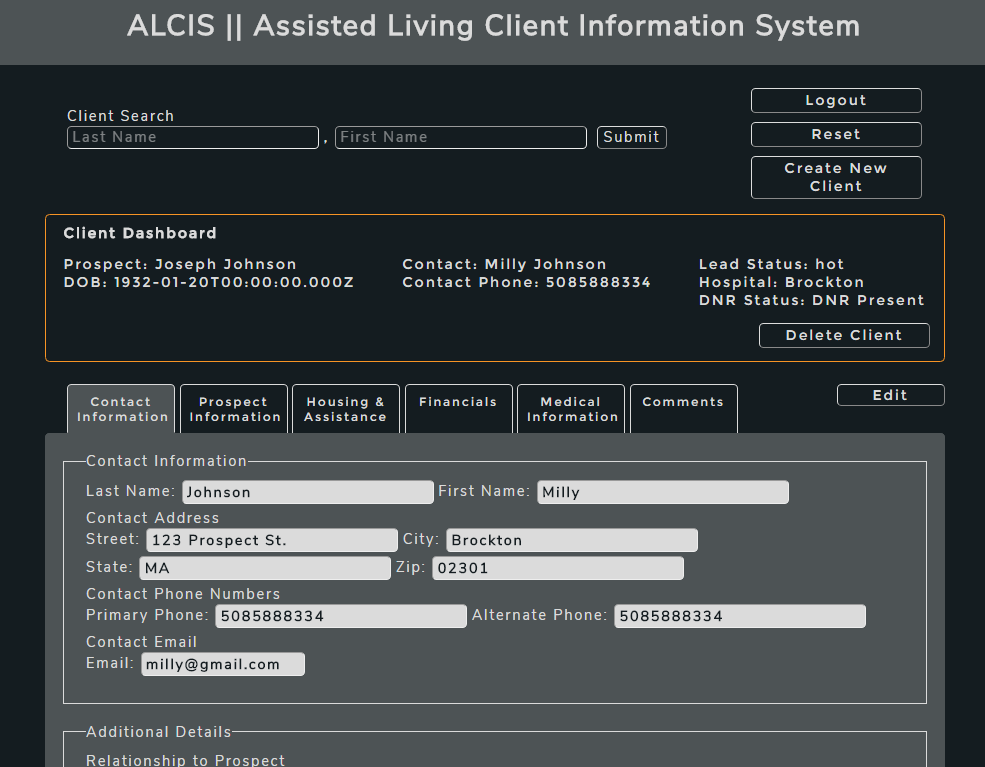 ALCIS || Assisted Living Client Information System
Client Search
Last Name , First Name Submit
Logout
Reset
Create New
Client
Client Dashboard
Prospect: Joseph Johnson Contact: Milly Johnson Lead Status: hot
DOB: 1932-01-20T00:00:00.000Z Contact Phone: 5085888334 Hospital: Brockton
DNR Status: DNR Present
Delete Client
Contact Information
Prospect Information
Housing & Assistance
Financials
Medical Information
Comments
Edit
Contact Information
Last Name: Johnson First Name: Milly
Contact Address
Street: 123 Prospect St. City: Brockton
State: MA Zip: 02301
Contact Phone Numbers
Primary Phone: 5085888334 Alternate Phone: 5085888334
Contact Email
Email: milly@gmail.com
Additional Details
Relationship to Prospect